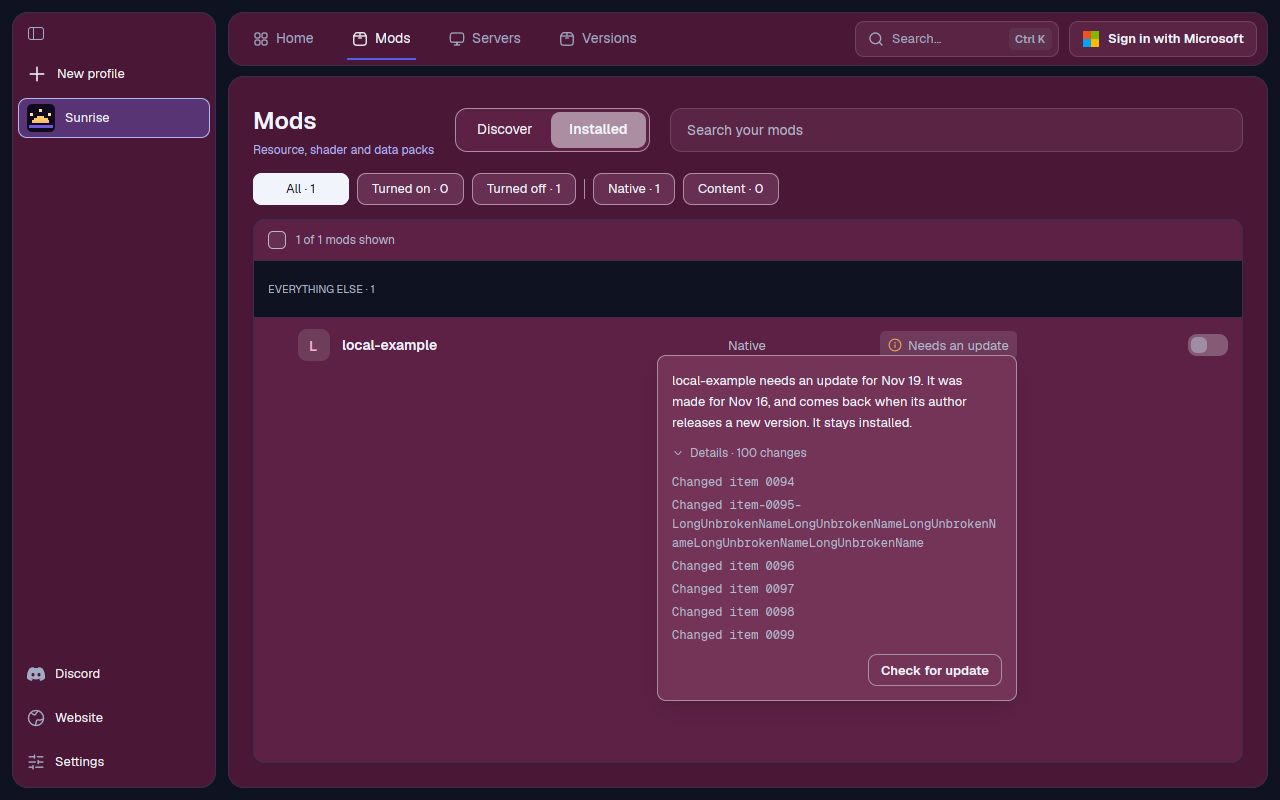 New profile
Sunrise
Discord
Website
Settings
Home
Mods
Servers
Versions
Search...
Ctrl K
Sign in with Microsoft
Mods
Resource, shader and data packs
Discover
Installed
Search your mods
All · 1
Turned on · 0
Turned off · 1
Native · 1
Content · 0
1 of 1 mods shown
EVERYTHING ELSE · 1
L
local-example
Native
Needs an update
local-example needs an update for Nov 19. It was
made for Nov 16, and comes back when its author
releases a new version. It stays installed.
Details · 100 changes
Changed item 0094
Changed item-0095-
LongUnbrokenNameLongUnbrokenNameLongUnbrokenN
ameLongUnbrokenNameLongUnbrokenName
Changed item 0096
Changed item 0097
Changed item 0098
Changed item 0099
Check for update